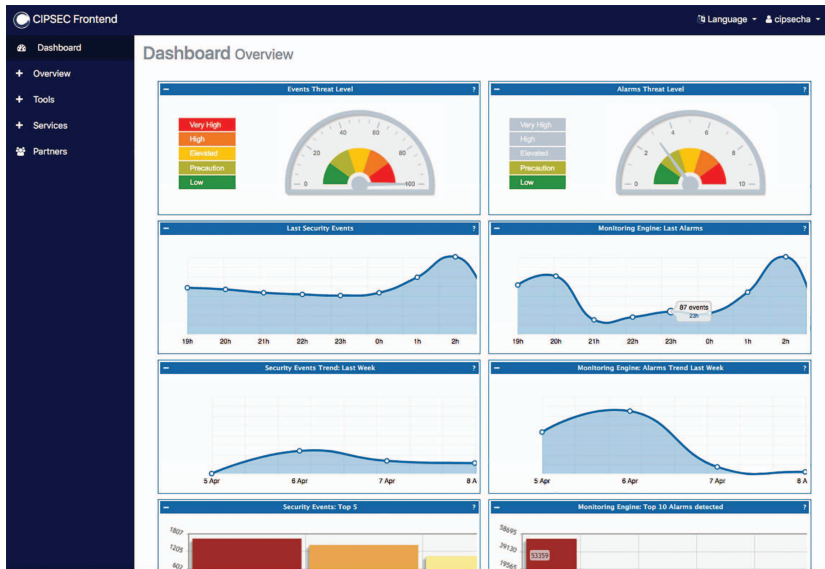 CIPSEC Frontend
Language
cipsecha
Dashboard
Overview
Tools
Services
Partners
Dashboard Overview
Events Threat Level ?
Very High
High
Elevated
Precaution
Low
0 20 40 60 80 100
Alarms Threat Level ?
Very High
High
Elevated
Precaution
Low
0 2 4 6 8 10
Last Security Events ?
19h 20h 21h 22h 23h 0h 1h 2h
Monitoring Engine: Last Alarms ?
87 events
23h
19h 20h 21h 22h 23h 0h 1h 2h
Security Events Trend: Last Week ?
5 Apr 6 Apr 7 Apr 8 A
Monitoring Engine: Alarms Trend Last Week ?
5 Apr 6 Apr 7 Apr 8 A
Security Events: Top 5 ?
1807
1205
602
Monitoring Engine: Top 10 Alarms detected ?
58695
39130
19565
53359